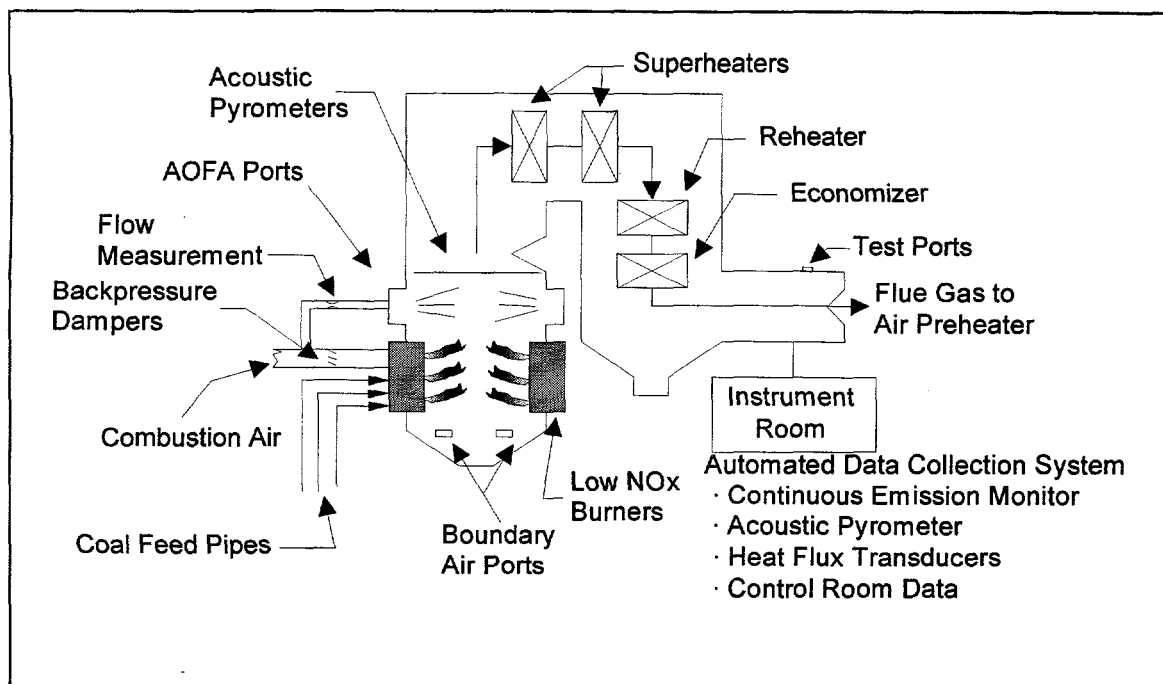 Acoustic
Pyrometers
Superheaters
AOFA Ports
Reheater
Economizer
Flow
Measurement
Test Ports
Backpressure
Dampers
Flue Gas to
Air Preheater
Combustion Air
Instrument
Room
Low NOx
Burners
Automated Data Collection System
· Continuous Emission Monitor
· Acoustic Pyrometer
· Heat Flux Transducers
· Control Room Data
Coal Feed Pipes
Boundary
Air Ports